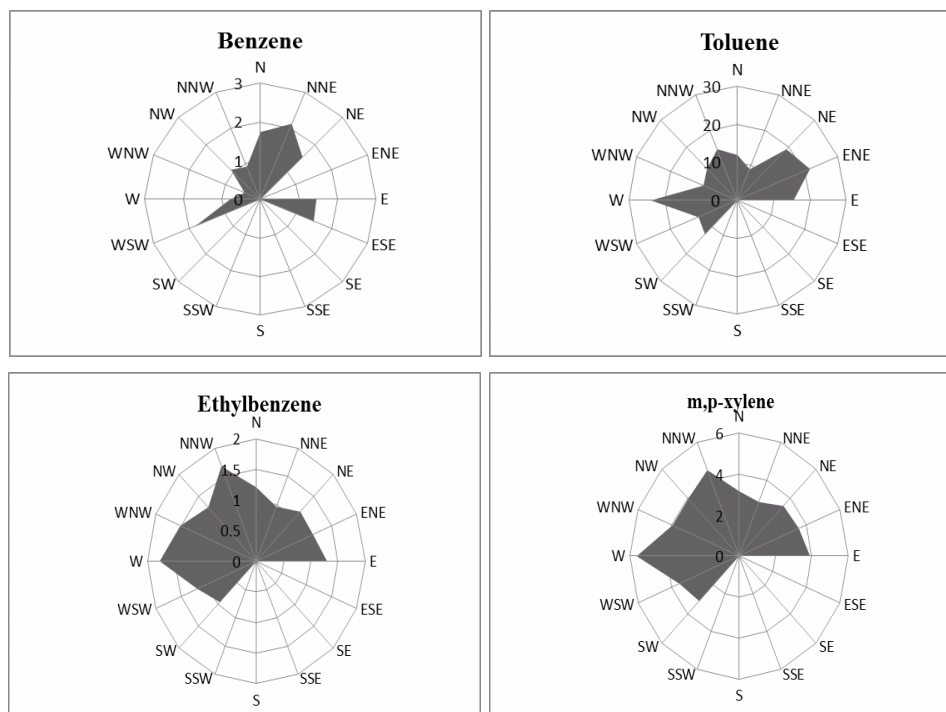 Benzene
N
NNE
NE
ENE
E
ESE
SE
SSE
S
SSW
SW
WSW
W
WNW
NW
NNW
3
2
1
0
Toluene
N
NNE
NE
ENE
E
ESE
SE
SSE
S
SSW
SW
WSW
W
WNW
NW
NNW
30
20
10
0
Ethylbenzene
N
NNE
NE
ENE
E
ESE
SE
SSE
S
SSW
SW
WSW
W
WNW
NW
NNW
2
1.5
1
0.5
0
m,p-xylene
N
NNE
NE
ENE
E
ESE
SE
SSE
S
SSW
SW
WSW
W
WNW
NW
NNW
6
4
2
0